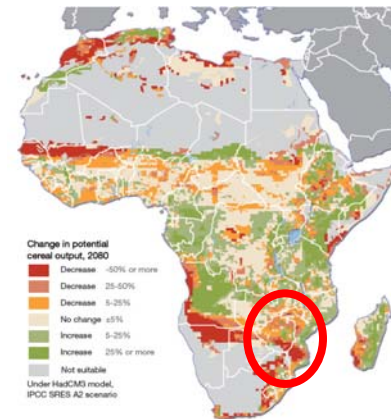 Change in potential
cereal output, 2080
Decrease -50% or more
Decrease 25-50%
Decrease 5-25%
No change ±5%
Increase 5-25%
Increase 25% or more
Not suitable
Under HadCM3 model,
IPCC SRES A2 scenario